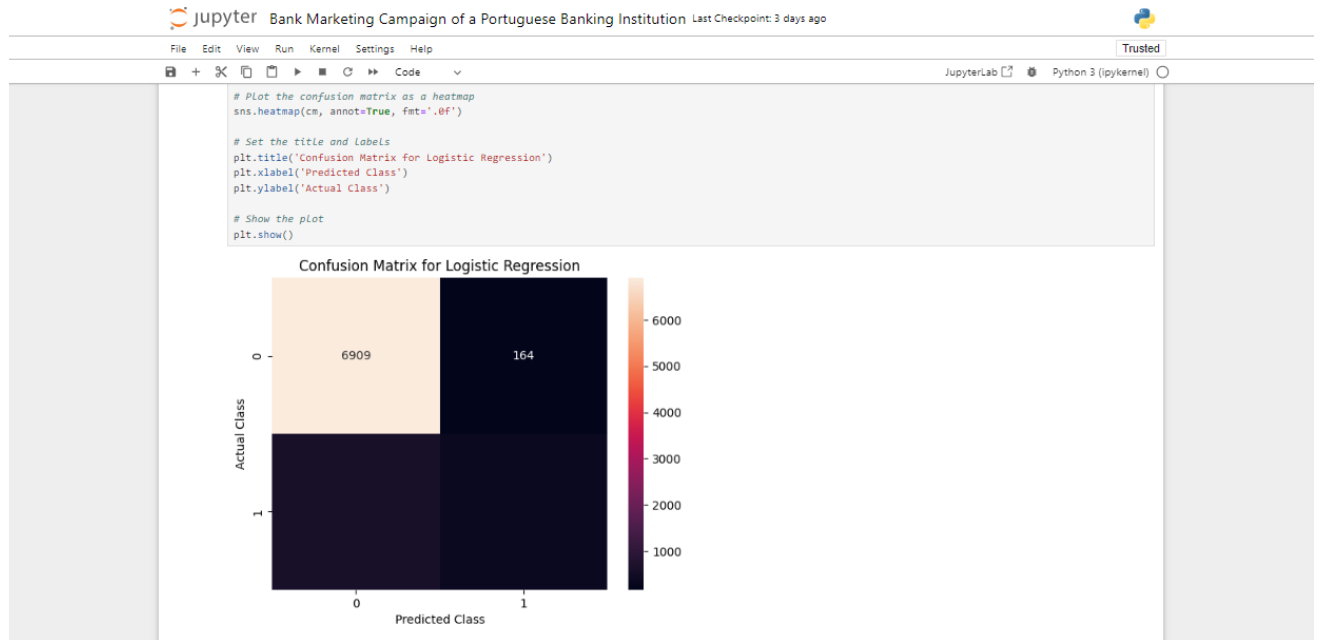 jupyter Bank Marketing Campaign of a Portuguese Banking Institution Last Checkpoint: 3 days ago
File Edit View Run Kernel Settings Help Trusted
Code JupyterLab Python 3 (ipykernel)
# Plot the confusion matrix as a heatmap
sns.heatmap(cm, annot=True, fmt='.0f')
# Set the title and labels
plt.title('Confusion Matrix for Logistic Regression')
plt.xlabel('Predicted Class')
plt.ylabel('Actual Class')
# Show the plot
plt.show()
Confusion Matrix for Logistic Regression
6000
0 6909 164
5000
4000
Actual Class
3000
2000
1
1000
0 1
Predicted Class